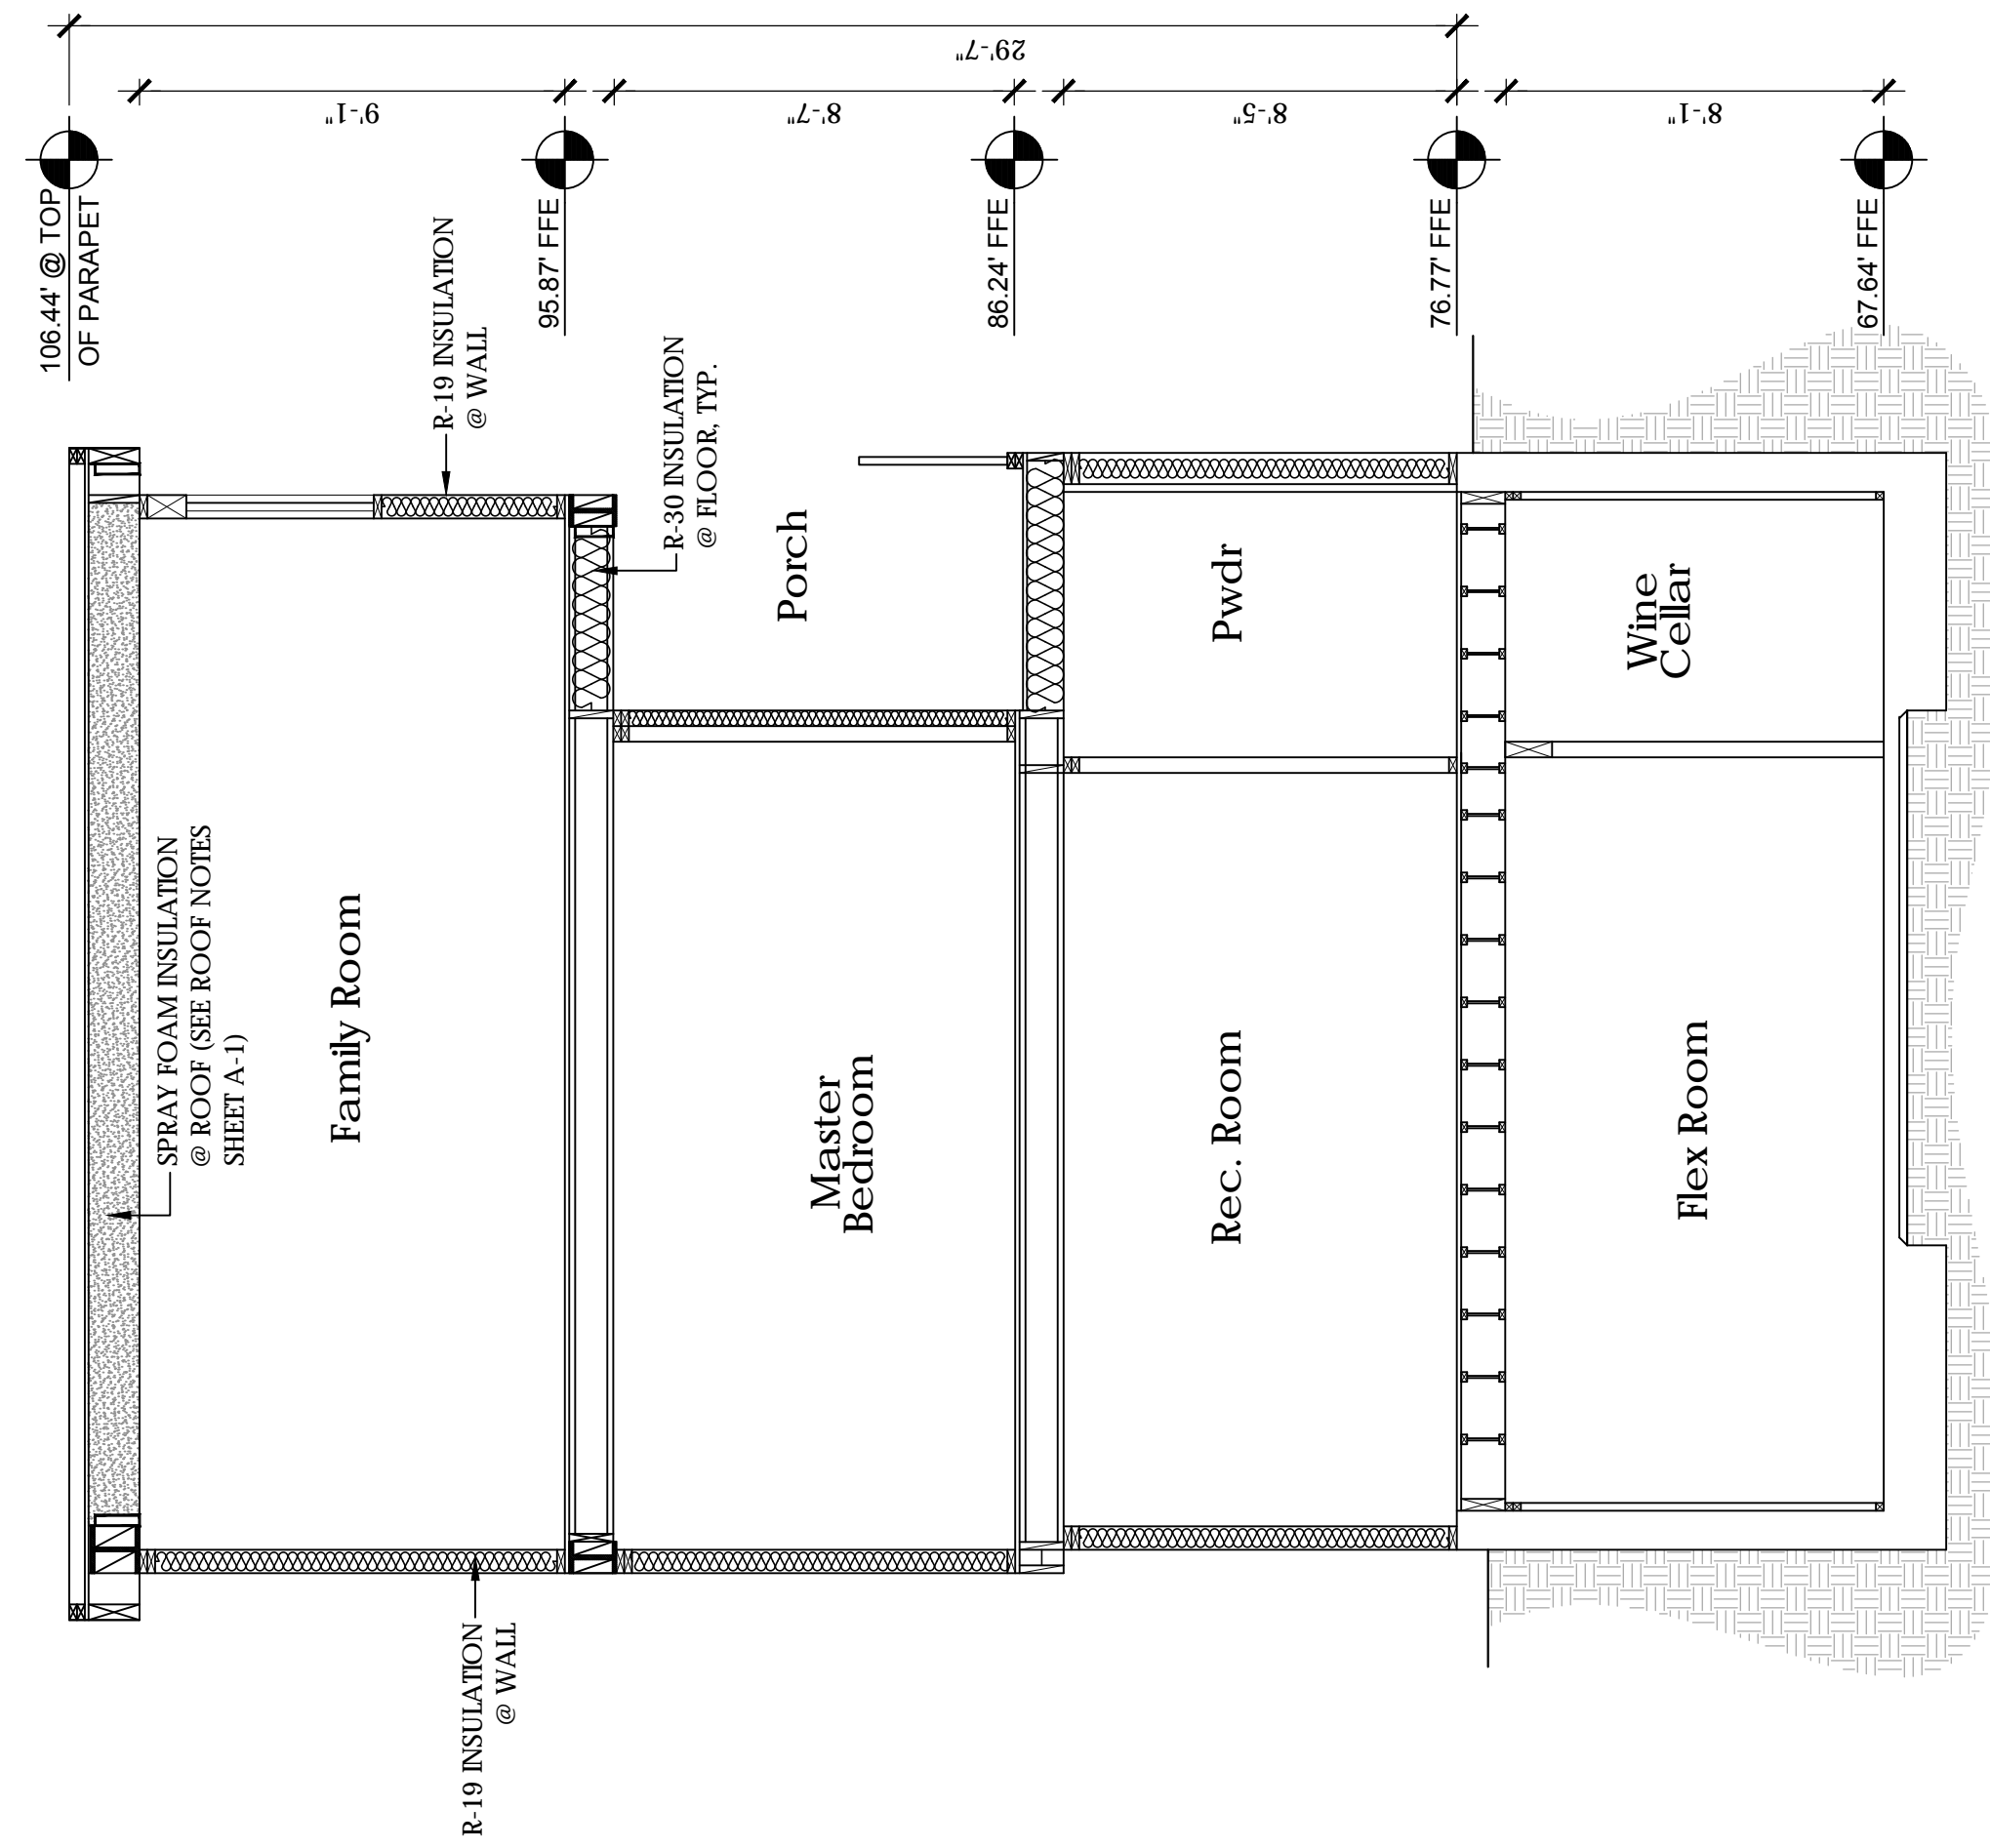 106.44' @ TOP
OF PARAPET
95.87' FFE
86.24' FFE
76.77' FFE
67.64' FFE
29'-7"
9'-1"
8'-7"
8'-5"
8'-1"
R-19 INSULATION
@ WALL
R-30 INSULATION
@ FLOOR, TYP.
SPRAY FOAM INSULATION
@ ROOF (SEE ROOF NOTES
SHEET A-1)
R-19 INSULATION
@ WALL
Family Room
Master
Bedroom
Porch
Rec. Room
Pwdr
Flex Room
Wine
Cellar